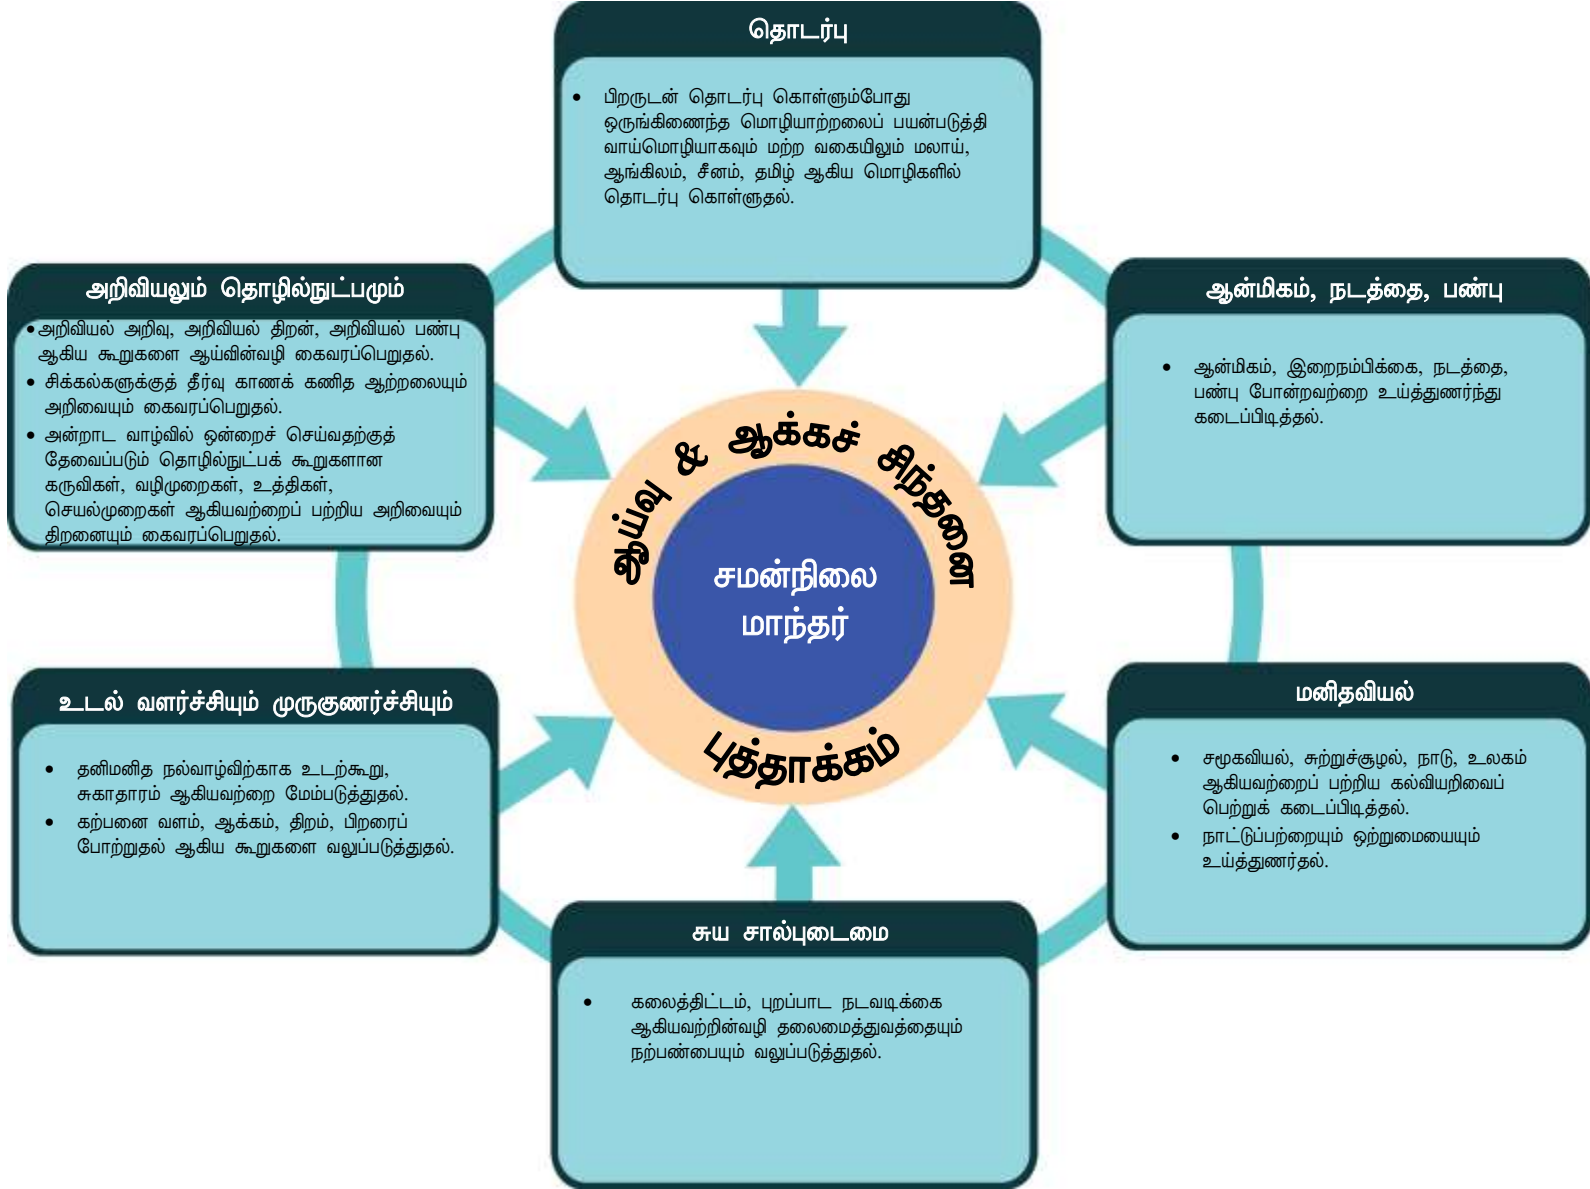 தொடர்பு
• பிறருடன் தொடர்பு கொள்ளும்போது
ஒருங்கிணைந்த மொழியாற்றலைப் பயன்படுத்தி
வாய்மொழியாகவும் மற்ற வகையிலும் மலாய்,
ஆங்கிலம், சீனம், தமிழ் ஆகிய மொழிகளில்
தொடர்பு கொள்ளுதல்.
அறிவியலும் தொழில்நுட்பமும்
• அறிவியல் அறிவு, அறிவியல் திறன், அறிவியல் பண்பு
ஆகிய கூறுகளை ஆய்வின்வழி கைவரப்பெறுதல்.
• சிக்கல்களுக்குத் தீர்வு காணக் கணித ஆற்றலையும்
அறிவையும் கைவரப்பெறுதல்.
• அன்றாட வாழ்வில் ஒன்றைச் செய்வதற்குத்
தேவைப்படும் தொழில்நுட்பக் கூறுகளான
கருவிகள், வழிமுறைகள், உத்திகள்,
செயல்முறைகள் ஆகியவற்றைப் பற்றிய அறிவையும்
திறனையும் கைவரப்பெறுதல்.
ஆன்மிகம், நடத்தை, பண்பு
• ஆன்மிகம், இறைநம்பிக்கை, நடத்தை,
பண்பு போன்றவற்றை உய்த்துணர்ந்து
கடைப்பிடித்தல்.
ஆய்வு & ஆக்கச் சிந்தனை
சமன்நிலை
மாந்தர்
புத்தாக்கம்
உடல் வளர்ச்சியும் முருகுணர்ச்சியும்
• தனிமனித நல்வாழ்விற்காக உடற்கூறு,
சுகாதாரம் ஆகியவற்றை மேம்படுத்துதல்.
• கற்பனை வளம், ஆக்கம், திறம், பிறரைப்
போற்றுதல் ஆகிய கூறுகளை வலுப்படுத்துதல்.
மனிதவியல்
• சமூகவியல், சுற்றுச்சூழல், நாடு, உலகம்
ஆகியவற்றைப் பற்றிய கல்வியறிவைப்
பெற்றுக் கடைப்பிடித்தல்.
• நாட்டுப்பற்றையும் ஒற்றுமையையும்
உய்த்துணர்தல்.
சுய சால்புடைமை
• கலைத்திட்டம், புறப்பாட நடவடிக்கை
ஆகியவற்றின்வழி தலைமைத்துவத்தையும்
நற்பண்பையும் வலுப்படுத்துதல்.